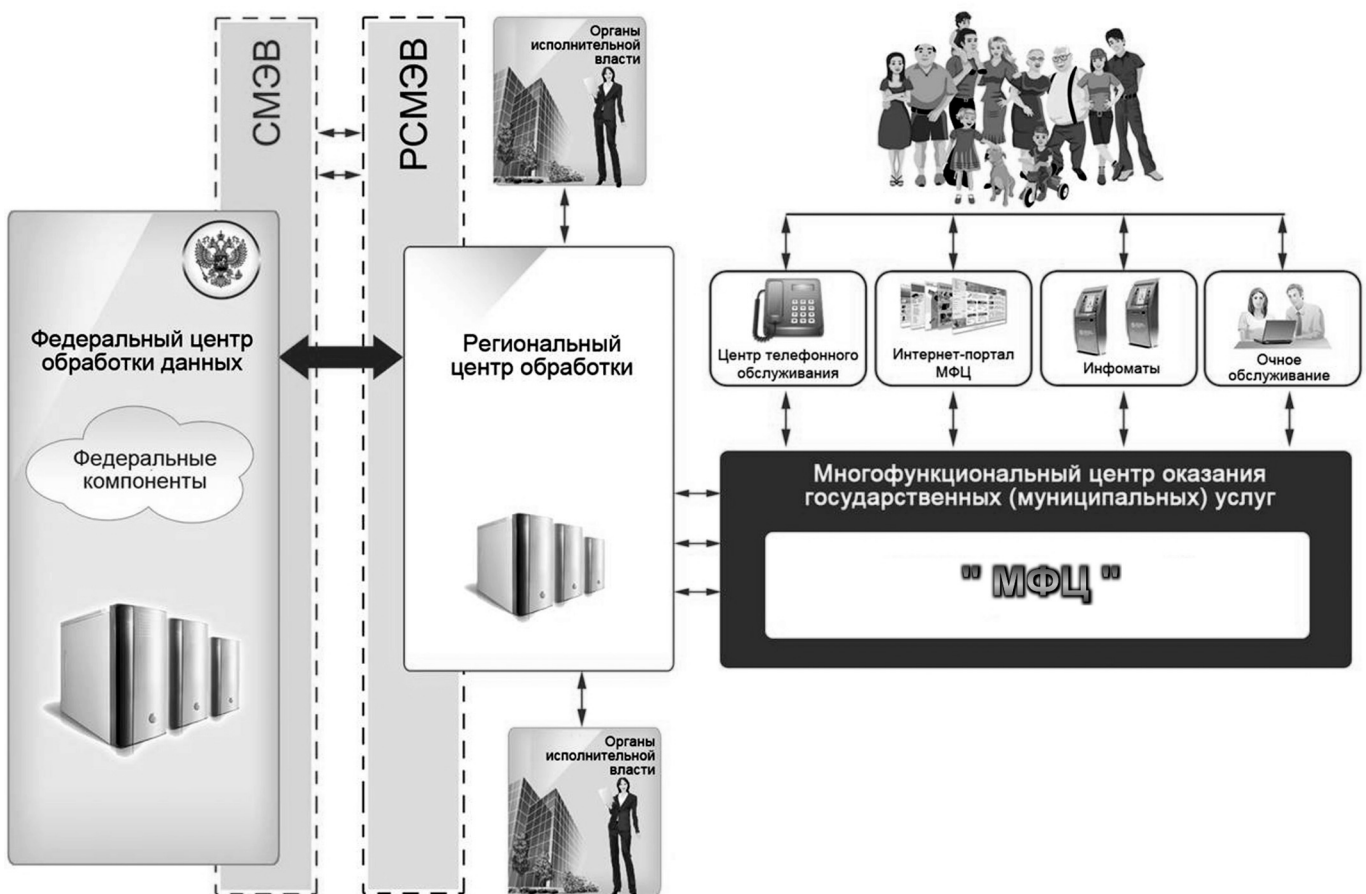 СМЭВ
РСМЭВ
Органы
исполнительной
власти
Федеральный центр
обработки данных
Федеральные
компоненты
Региональный
центр обработки
Центр телефонного
обслуживания
Интернет-портал
МФЦ
Инфоматы
Очное
обслуживание
Многофункциональный центр оказания
государственных (муниципальных) услуг
" МФЦ "
Органы
исполнительной
власти